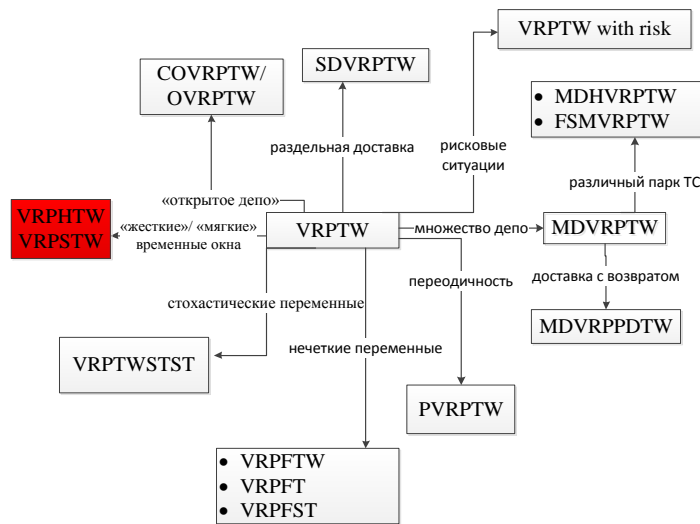 VRPTW with risk
SDVRPTW
COVRPTW/
OVRPTW
• MDHVRPTW
• FSMVRPTW
раздельная доставка
рисковые
ситуации
различный парк ТС
«открытое депо»
VRPHTW
VRPSTW
«жесткие»/ «мягкие»
временные окна
VRPTW
множество депо
MDVRPTW
стохастические переменные
переодичность
доставка с возвратом
MDVRPPDTW
нечеткие переменные
VRPTWSTST
PVRPTW
• VRPFTW
• VRPFT
• VRPFST